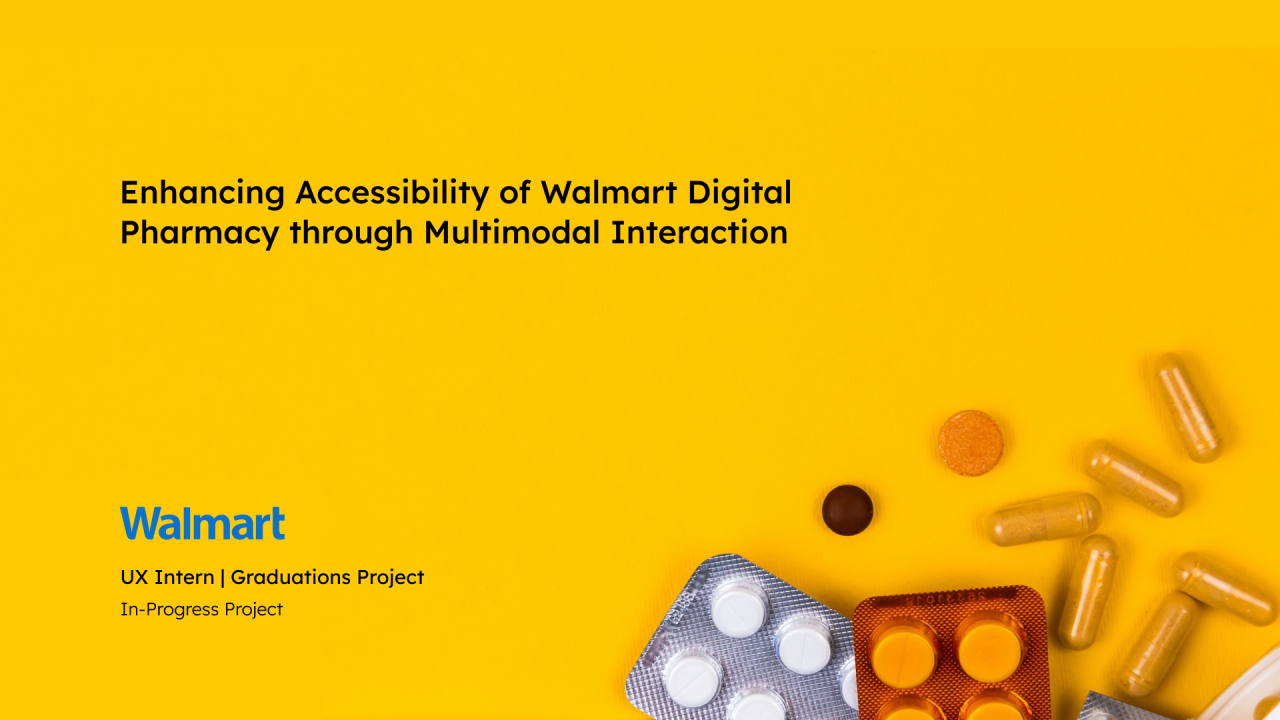 Enhancing Accessibility of Walmart Digital
Pharmacy through Multimodal Interaction
Walmart
UX Intern | Graduations Project
In-Progress Project